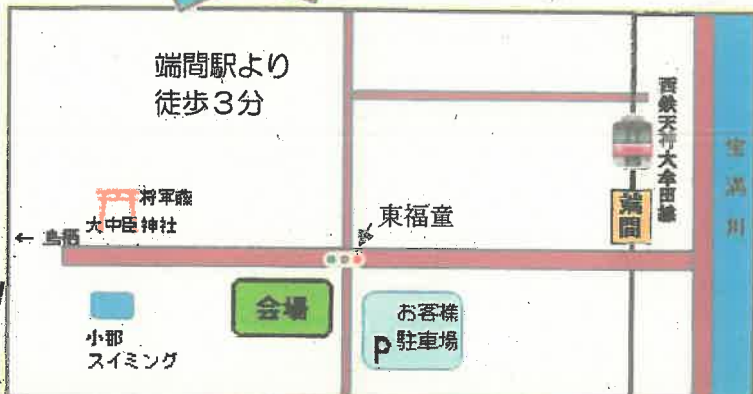 端間駅より
徒歩3分
西鉄天神大牟田線
宝満川
端間
将軍藤
大中臣神社
東福童
← 鳥栖
会場
お客様
P 駐車場
小郡
スイミング